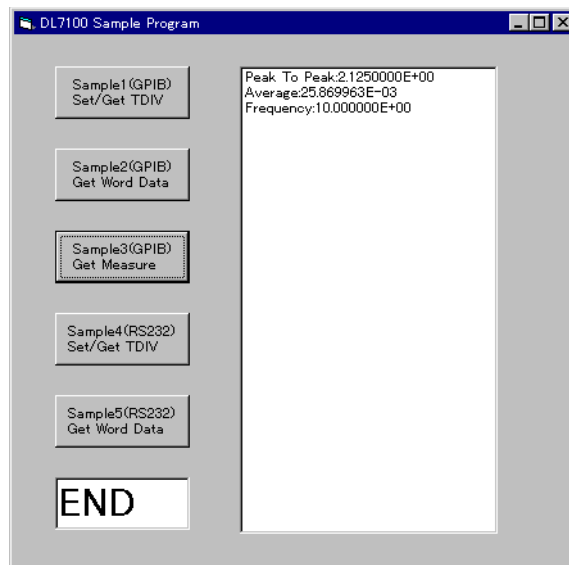 DL7100 Sample Program
Sample1(GPIB)
Set/Get TDIV
Sample2(GPIB)
Get Word Data
Sample3(GPIB)
Get Measure
Sample4(RS232)
Set/Get TDIV
Sample5(RS232)
Get Word Data
END
Peak To Peak:2.1250000E+00
Average:25.869963E-03
Frequency:10.000000E+00